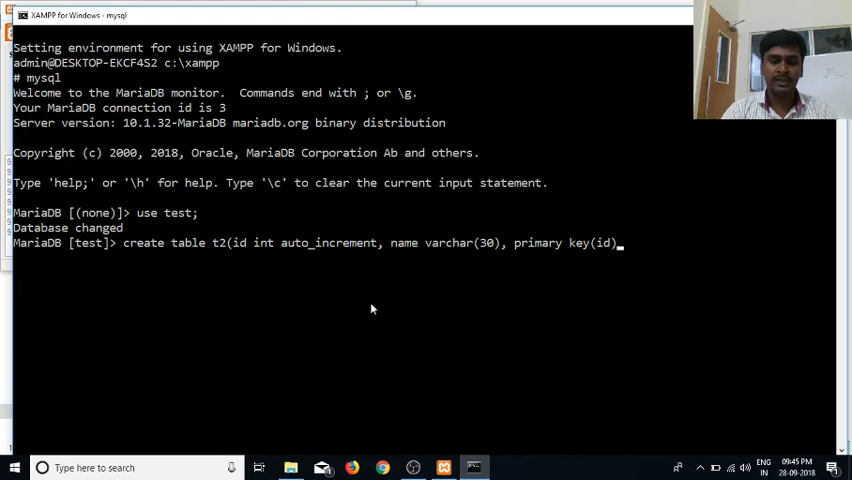 XAMPP for Windows - mysql
Setting environment for using XAMPP for Windows.
admin@DESKTOP-EKCF4S2 c:\xampp
# mysql
Welcome to the MariaDB monitor.  Commands end with ; or \g.
Your MariaDB connection id is 3
Server version: 10.1.32-MariaDB mariadb.org binary distribution
Copyright (c) 2000, 2018, Oracle, MariaDB Corporation Ab and others.
Type 'help;' or '\h' for help. Type '\c' to clear the current input statement.
MariaDB [(none)]> use test;
Database changed
MariaDB [test]> create table t2(id int auto_increment, name varchar(30), primary key(id)
Type here to search
ENG
IN
09:45 PM
28-09-2018